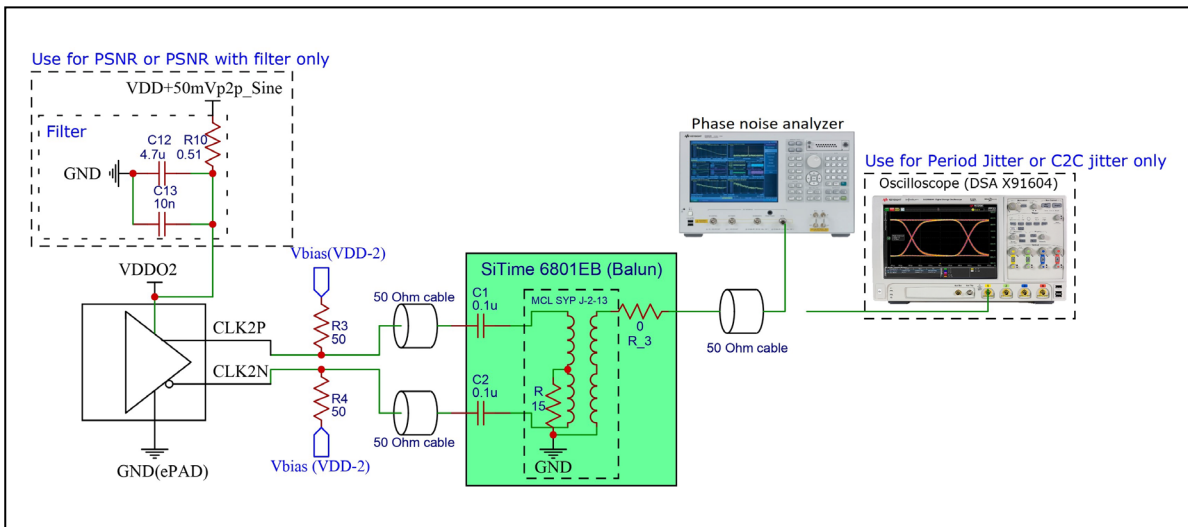 Use for PSNR or PSNR with filter only
VDD+50mVp2p_Sine
Filter
C12
4.7u
R10
0.51
GND
C13
10n
VDDO2
CLK2P
CLK2N
GND(ePAD)
Vbias(VDD-2)
R3
50
R4
50
Vbias (VDD-2)
50 Ohm cable
50 Ohm cable
SiTime 6801EB (Balun)
C1
0.1u
MCL SYP J-2-13
C2
0.1u
R
15
GND
0
R_3
50 Ohm cable
Phase noise analyzer
Use for Period Jitter or C2C jitter only
Oscilloscope (DSA X91604)